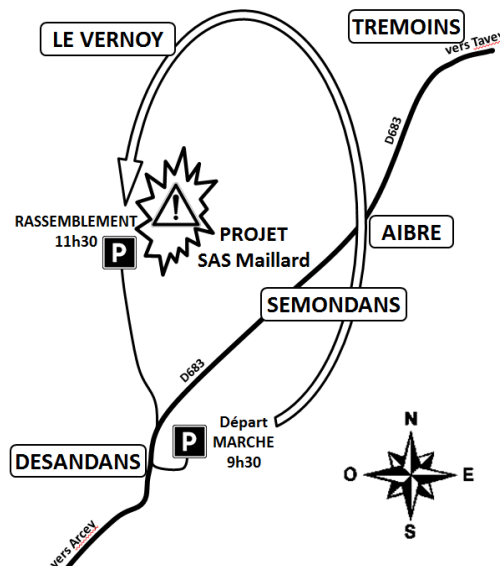 LE VERNOY
TREMOINS
vers Tavey
D683
RASSEMBLEMENT
11h30
P
!
PROJET
SAS Maillard
AIBRE
SEMONDANS
D683
Départ
MARCHE
9h30
P
DESANDANS
N
O
E
S
vers Arcey